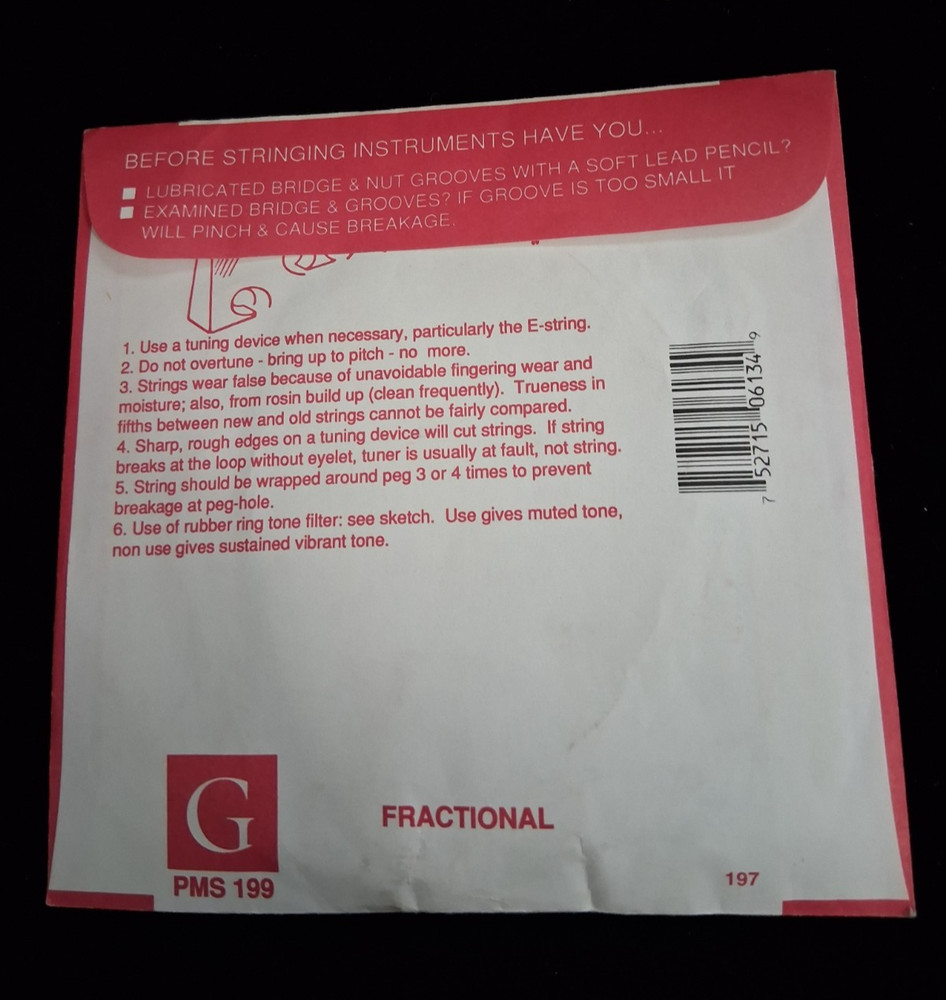 BEFORE STRINGING INSTRUMENTS HAVE YOU...
LUBRICATED BRIDGE & NUT GROOVES WITH A SOFT LEAD PENCIL?
EXAMINED BRIDGE & GROOVES? IF GROOVE IS TOO SMALL IT
WILL PINCH & CAUSE BREAKAGE.
1. Use a tuning device when necessary, particularly the E-string.
2. Do not overtune - bring up to pitch - no more.
3. Strings wear false because of unavoidable fingering wear and
moisture; also, from rosin build up (clean frequently). Trueness in
fifths between new and old strings cannot be fairly compared.
4. Sharp, rough edges on a tuning device will cut strings. If string
breaks at the loop without eyelet, tuner is usually at fault, not string.
5. String should be wrapped around peg 3 or 4 times to prevent
breakage at peg-hole.
6. Use of rubber ring tone filter: see sketch. Use gives muted tone,
non use gives sustained vibrant tone.
7 52715 06134 9
G
PMS 199
FRACTIONAL
197